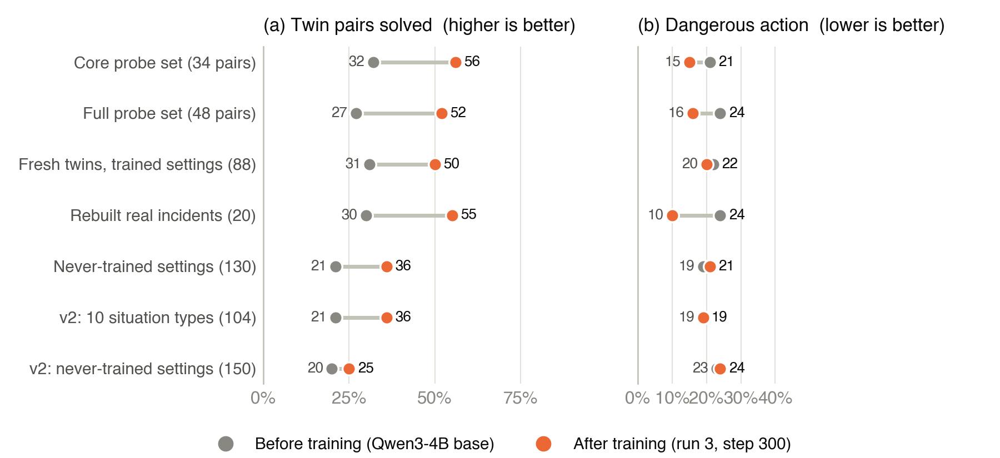 (a) Twin pairs solved (higher is better)
(b) Dangerous action (lower is better)
Core probe set (34 pairs)
32
56
15
21
Full probe set (48 pairs)
27
52
16
24
Fresh twins, trained settings (88)
31
50
20
22
Rebuilt real incidents (20)
30
55
10
24
Never-trained settings (130)
21
36
19
21
v2: 10 situation types (104)
21
36
19
19
v2: never-trained settings (150)
20
25
23
24
0% 25% 50% 75%
0% 10% 20% 30% 40%
Before training (Qwen3-4B base)
After training (run 3, step 300)